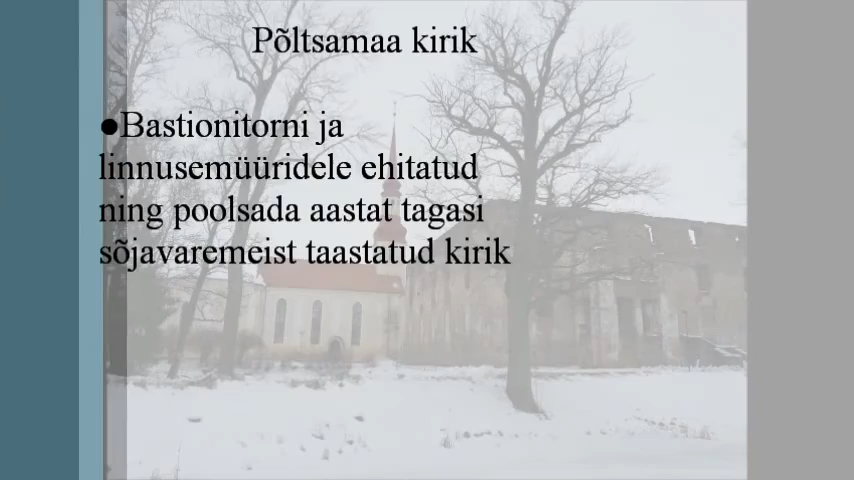 Põltsamaa kirik
●Bastionitorni ja
linnusemüüridele ehitatud
ning poolsada aastat tagasi
sõjavaremeist taastatud kirik